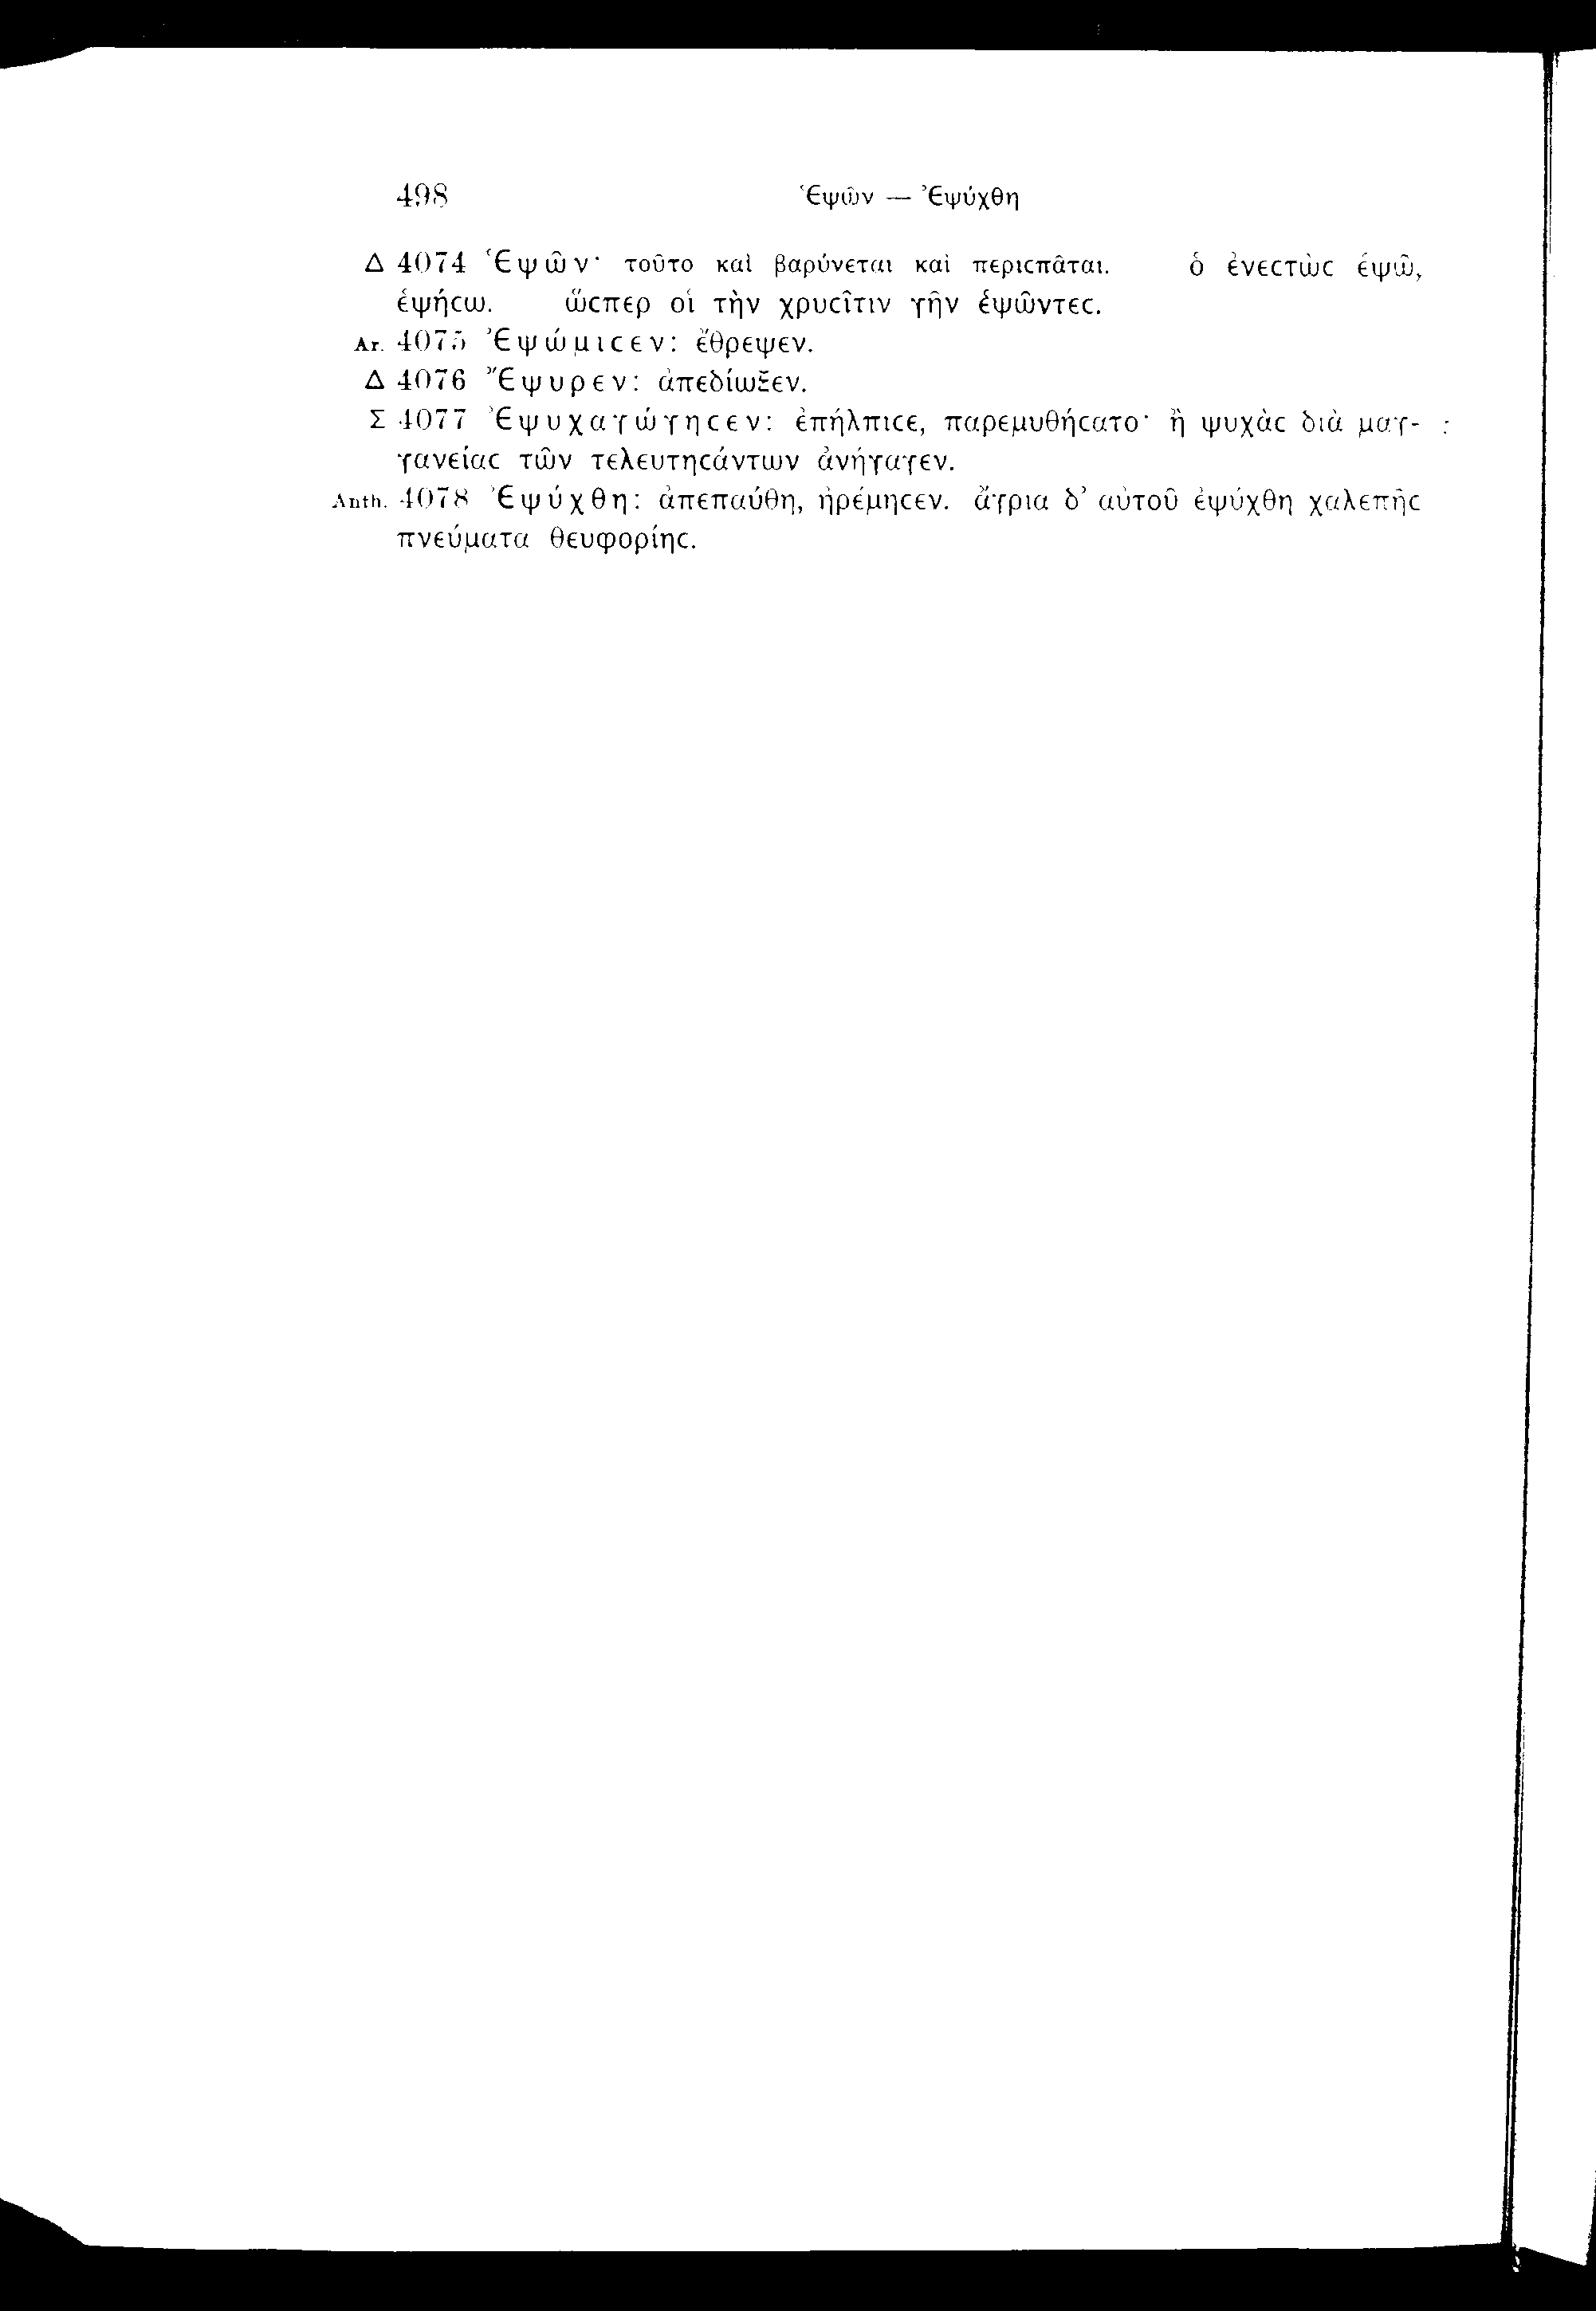 498 Ἑψῶν — Ἐψύχθη
Δ 4074 Ἑψῶν· τοῦτο καὶ βαρύνεται καὶ περιϲπᾶται. ὁ ἐνεϲτὼϲ ἑψῶ,
ἑψήϲω. ὥϲπερ οἱ τὴν χρυϲῖτιν γῆν ἑψῶντεϲ.
Ar. 4075 Ἐψώμιϲεν: ἔθρεψεν.
Δ 4076 Ἔψυρεν: ἀπεδίωξεν.
Σ 4077 Ἐψυχαγώγηϲεν: ἐπήλπιϲε, παρεμυθήϲατο· ἢ ψυχὰϲ διὰ μαγ-
γανείαϲ τῶν τελευτηϲάντων ἀνήγαγεν.
Anth. 4078 Ἐψύχθη: ἀπεπαύθη, ἠρέμηϲεν. ἄγρια δ’ αὐτοῦ ἐψύχθη χαλεπῆϲ
πνεύματα θευφορίηϲ.